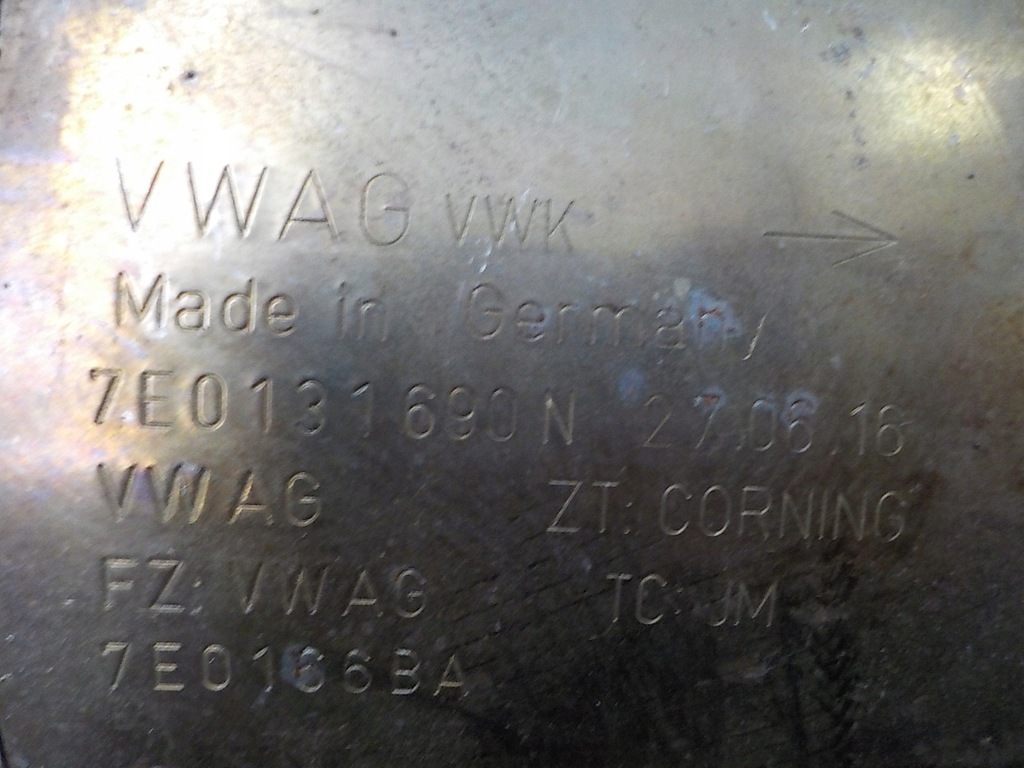 VWAG VWK →
Made in Germany
7E0131690N 27.06.16
VWAG ZT: CORNING
FZ: VWAG TC: JM
7E0166BA